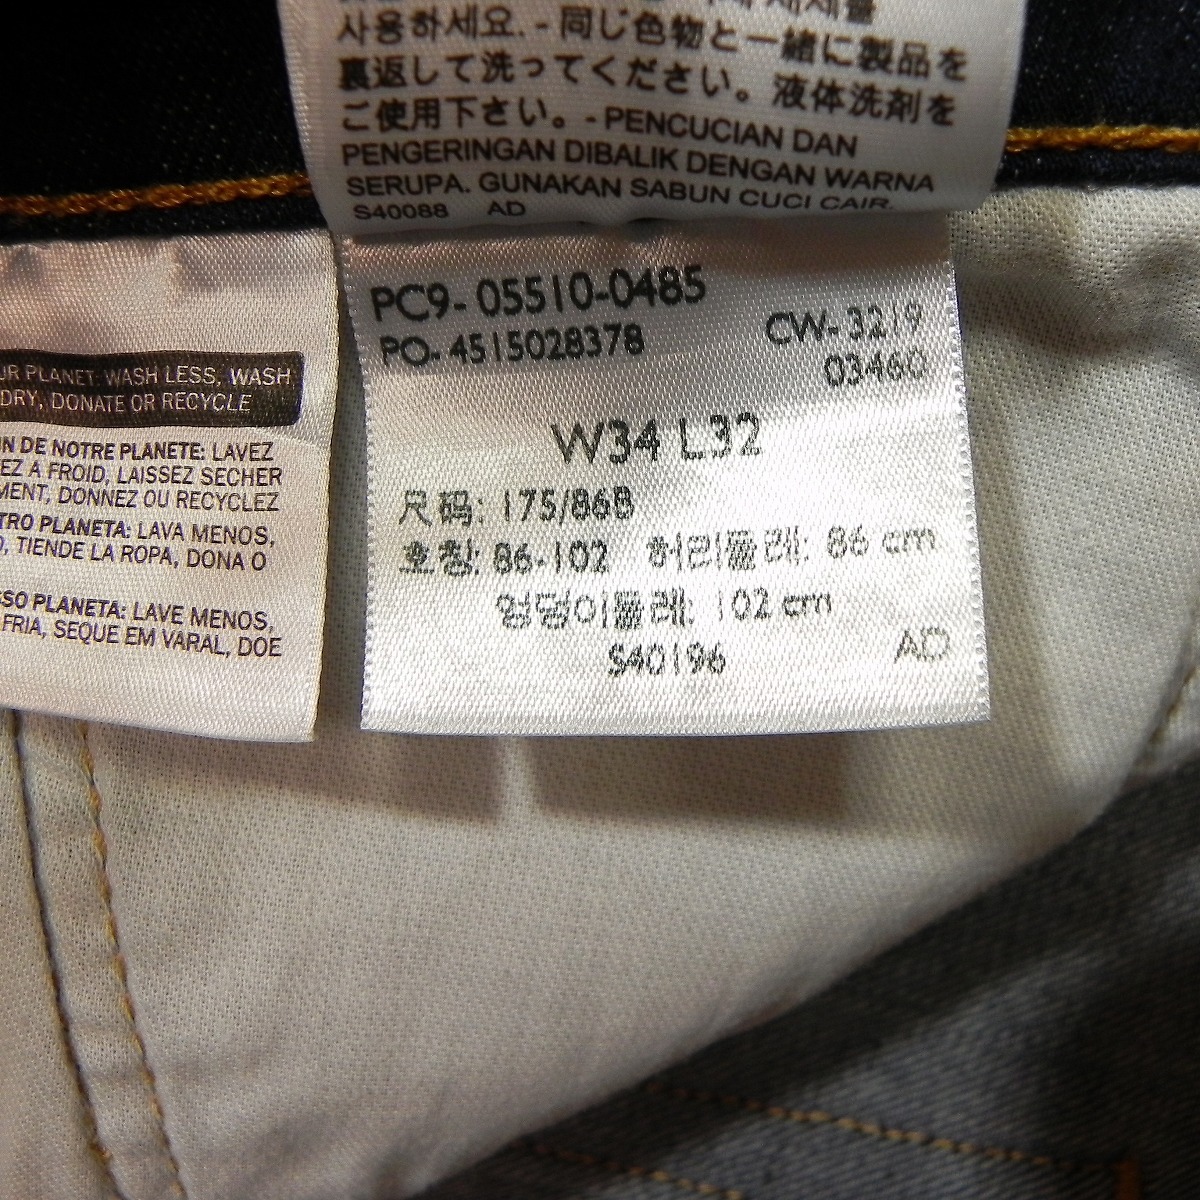 사용하세요. - 同じ色物と一緒に製品を
裏返して洗ってください。液体洗剤を
ご使用下さい。- PENCUCIAN DAN
PENGERINGAN DIBALIK DENGAN WARNA
SERUPA. GUNAKAN SABUN CUCI CAIR.
S40088 AD
PC9- 05510-0485
PO- 4515028378 CW- 3219
03460
W34 L32
尺码: 175/86B
호칭: 86-102 허리둘레: 86 cm
엉덩이둘레: 102 cm
S40196 AD
UR PLANET: WASH LESS, WASH
DRY, DONATE OR RECYCLE
N DE NOTRE PLANETE: LAVEZ
EZ A FROID, LAISSEZ SECHER
MENT, DONNEZ OU RECYCLEZ
TRO PLANETA: LAVA MENOS,
, TIENDE LA ROPA, DONA O
SSO PLANETA: LAVE MENOS,
FRIA, SEQUE EM VARAL, DOE